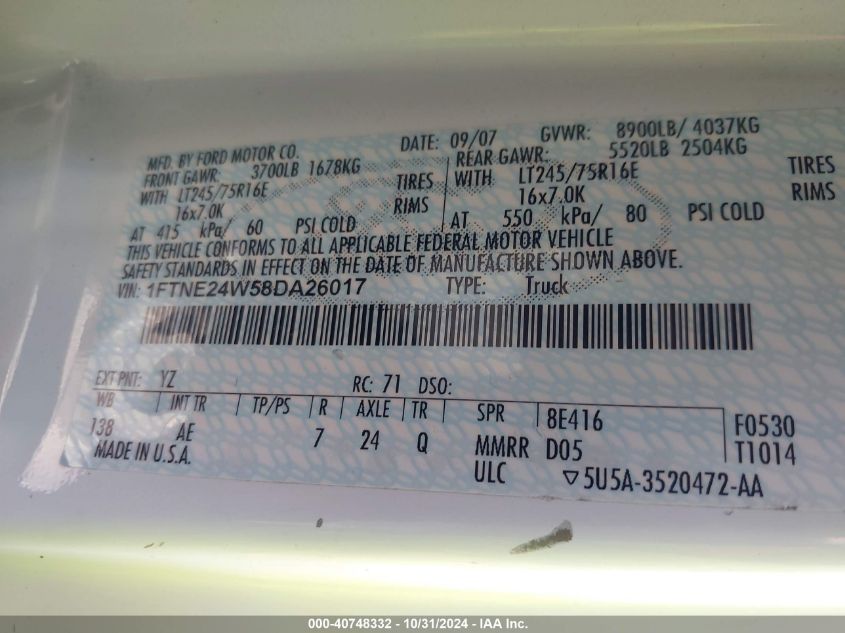 MFD. BY FORD MOTOR CO. DATE: 09/07 GVWR: 8900LB/ 4037KG
FRONT GAWR: 3700LB 1678KG REAR GAWR: 5520LB 2504KG
WITH LT245/75R16E TIRES WITH LT245/75R16E TIRES
16x7.0K RIMS 16x7.0K RIMS
AT 415 kPa/ 60 PSI COLD AT 550 kPa/ 80 PSI COLD
THIS VEHICLE CONFORMS TO ALL APPLICABLE FEDERAL MOTOR VEHICLE
SAFETY STANDARDS IN EFFECT ON THE DATE OF MANUFACTURE SHOWN ABOVE.
VIN: 1FTNE24W58DA26017 TYPE: Truck
EXT PNT: YZ RC: 71 DSO:
WB INT TR TP/PS R AXLE TR SPR 8E416 F0530
138 AE 7 24 Q MMRR D05 T1014
MADE IN U.S.A. ULC ▽5U5A-3520472-AA
000-40748332 - 10/31/2024 - IAA Inc.